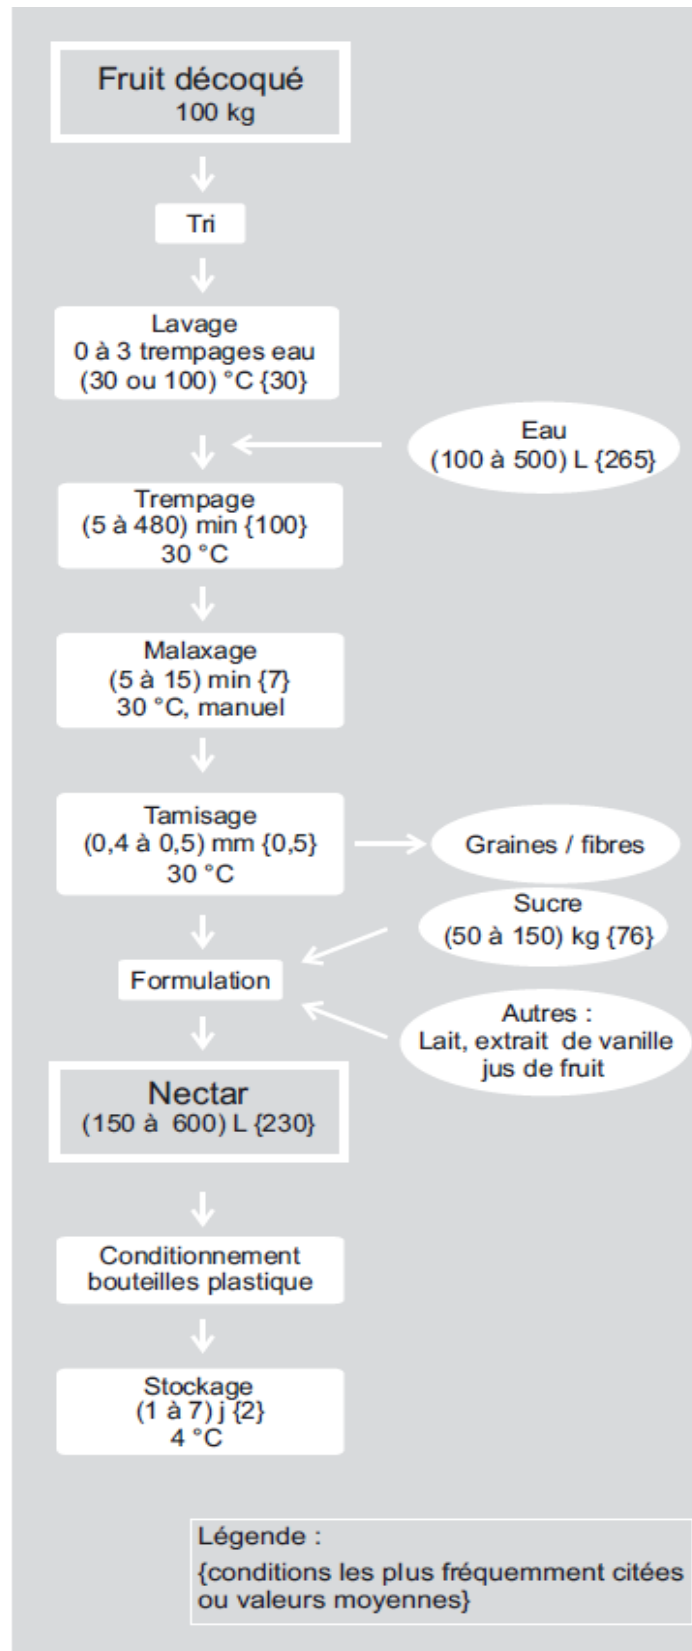 Fruit décoqué
100 kg
Tri
Lavage
0 à 3 trempages eau
(30 ou 100) °C {30}
Eau
(100 à 500) L {265}
Trempage
(5 à 480) min {100}
30 °C
Malaxage
(5 à 15) min {7}
30 °C, manuel
Tamisage
(0,4 à 0,5) mm {0,5}
30 °C
Graines / fibres
Sucre
(50 à 150) kg {76}
Formulation
Autres :
Lait, extrait de vanille
jus de fruit
Nectar
(150 à 600) L {230}
Conditionnement
bouteilles plastique
Stockage
(1 à 7) j {2}
4 °C
Légende :
{conditions les plus fréquemment citées
ou valeurs moyennes}